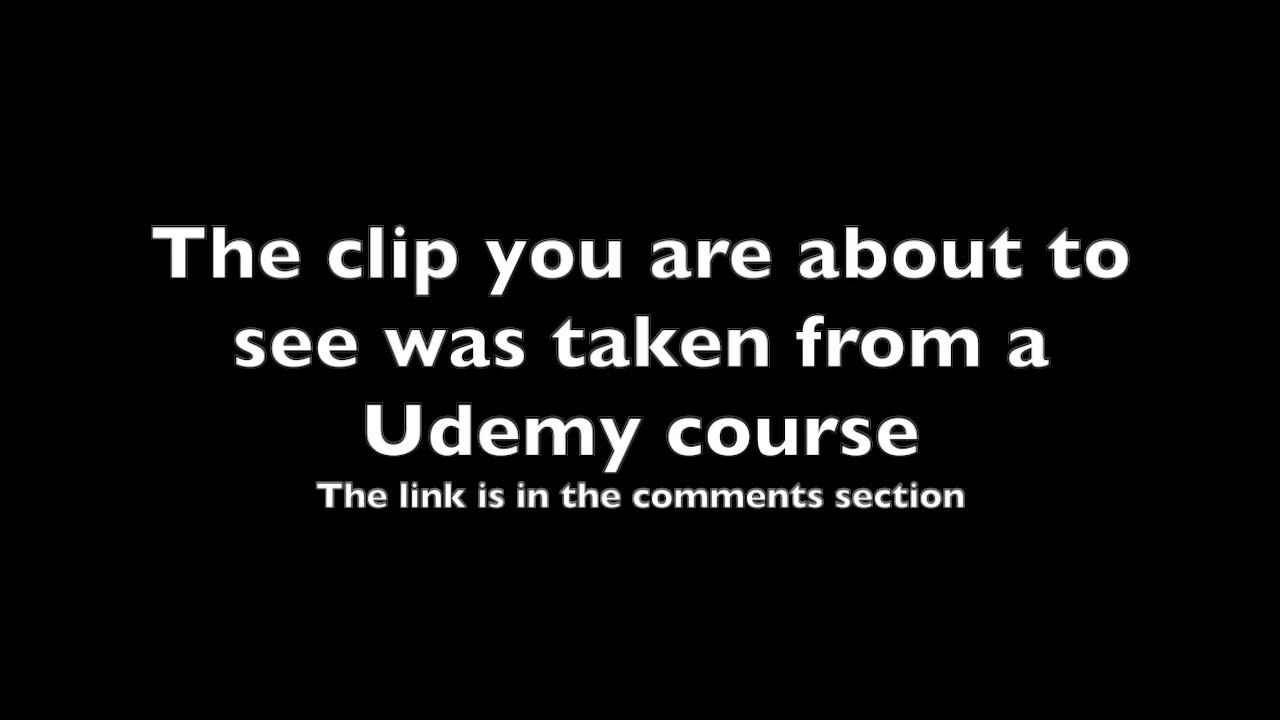 The clip you are about to
see was taken from a
Udemy course
The link is in the comments section